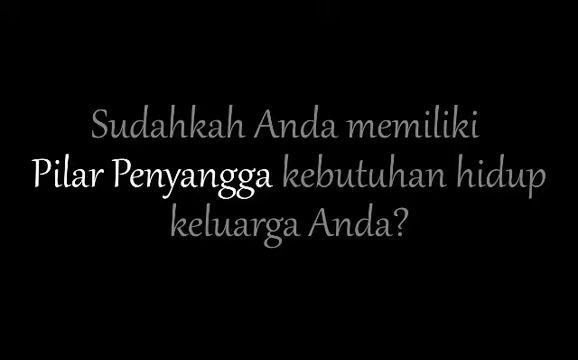 Sudahkah Anda memiliki
Pilar Penyangga kebutuhan hidup
keluarga Anda?